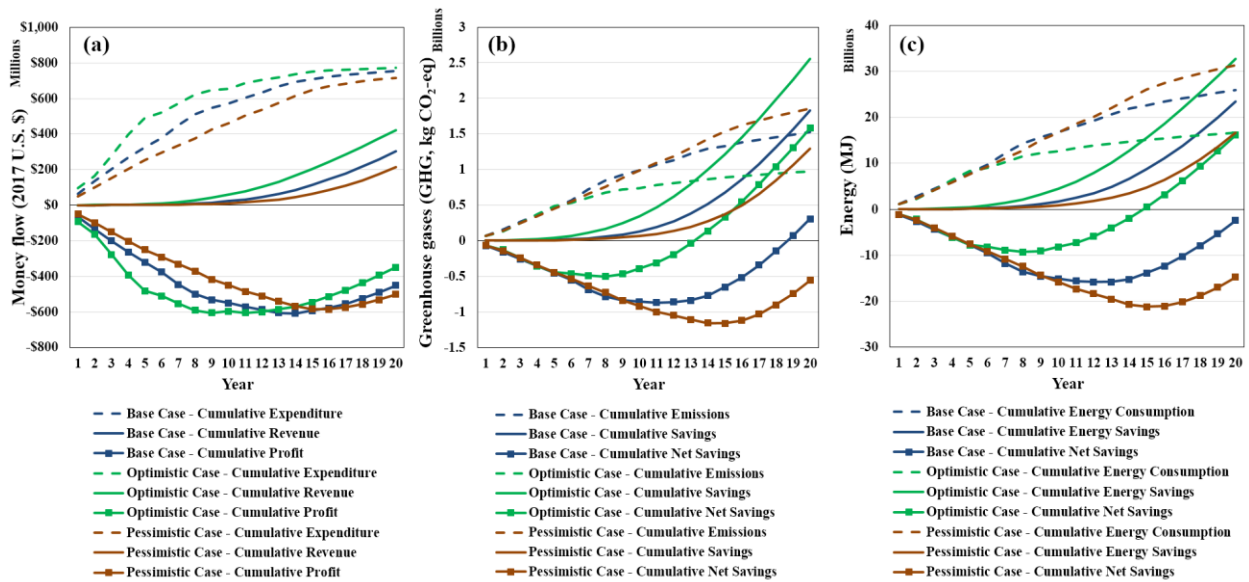 (a)
Millions
Money flow (2017 U.S. $)
$1,000
$800
$600
$400
$200
$0
-$200
-$400
-$600
-$800
1 2 3 4 5 6 7 8 9 10 11 12 13 14 15 16 17 18 19 20
Year
Base Case - Cumulative Expenditure
Base Case - Cumulative Revenue
Base Case - Cumulative Profit
Optimistic Case - Cumulative Expenditure
Optimistic Case - Cumulative Revenue
Optimistic Case - Cumulative Profit
Pessimistic Case - Cumulative Expenditure
Pessimistic Case - Cumulative Revenue
Pessimistic Case - Cumulative Profit
(b)
Billions
Greenhouse gases (GHG, kg CO2-eq)
3
2.5
2
1.5
1
0.5
0
-0.5
-1
-1.5
1 2 3 4 5 6 7 8 9 10 11 12 13 14 15 16 17 18 19 20
Year
Base Case - Cumulative Emissions
Base Case - Cumulative Savings
Base Case - Cumulative Net Savings
Optimistic Case - Cumulative Emissions
Optimistic Case - Cumulative Savings
Optimistic Case - Cumulative Net Savings
Pessimistic Case - Cumulative Emissions
Pessimistic Case - Cumulative Savings
Pessimistic Case - Cumulative Net Savings
(c)
Billions
Energy (MJ)
40
30
20
10
0
-10
-20
-30
1 2 3 4 5 6 7 8 9 10 11 12 13 14 15 16 17 18 19 20
Year
Base Case - Cumulative Energy Consumption
Base Case - Cumulative Energy Savings
Base Case - Cumulative Net Savings
Optimistic Case - Cumulative Energy Consumption
Optimistic Case - Cumulative Energy Savings
Optimistic Case - Cumulative Net Savings
Pessimistic Case - Cumulative Energy Consumption
Pessimistic Case - Cumulative Energy Savings
Pessimistic Case - Cumulative Net Savings